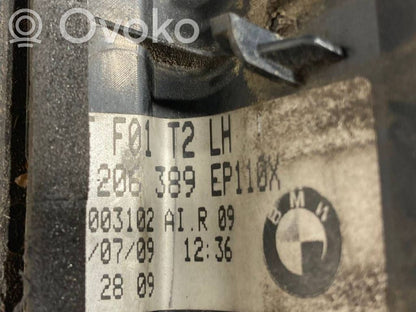 Ovoko
F01 T2 LH
206 389 EP110X
003102 AI.R 09
/07/09 12:36
28 09
BMW